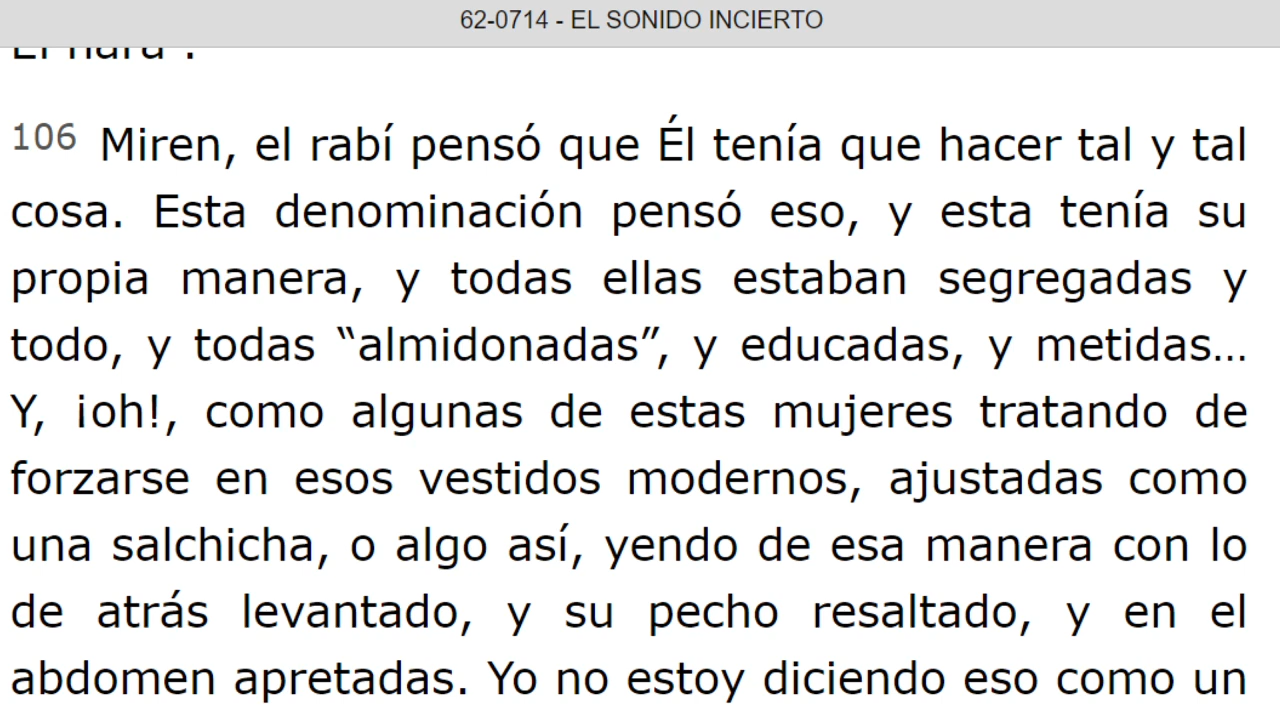 62-0714 - EL SONIDO INCIERTO
Él hará".
106 Miren, el rabí pensó que Él tenía que hacer tal y tal
cosa. Esta denominación pensó eso, y esta tenía su
propia manera, y todas ellas estaban segregadas y
todo, y todas “almidonadas”, y educadas, y metidas...
Y, ¡oh!, como algunas de estas mujeres tratando de
forzarse en esos vestidos modernos, ajustadas como
una salchicha, o algo así, yendo de esa manera con lo
de atrás levantado, y su pecho resaltado, y en el
abdomen apretadas. Yo no estoy diciendo eso como un